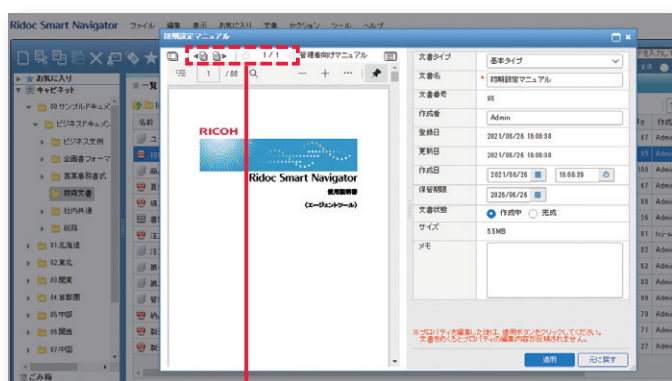 Ridoc Smart Navigator
ファイル 編集 表示 お気に入り 文書 セクション ツール ヘルプ
初期設定マニュアル
1 / 1 管理者向けマニュアル
1 / 88
RICOH
Ridoc Smart Navigator
使用説明書
（エージェントツール）
文書タイプ 基本タイプ
文書名 * 初期設定マニュアル
文書番号 85
作成者 Admin
登録日 2021/06/26 16:06:38
更新日 2021/06/26 16:06:38
作成日 2021/06/26 16:06:09
保管期限 2026/06/26
文書状態 作成中 完成
サイズ 5.5MB
メモ
※プロパティを編集した後は、適用ボタンをクリックしてください。
文書をめくるとプロパティの編集内容が反映されません。
適用 元に戻す
お気に入り
キャビネット
00.サンプルドキュメ
ビジネスドキュメ
ビジネス文例
企画書フォーマ
営業事務書式
技術文書
社内共通
総務
01.北海道
02.東北
03.関東
04.首都圏
05.中部
06.関西
07.中国
ごみ箱
一覧
名前